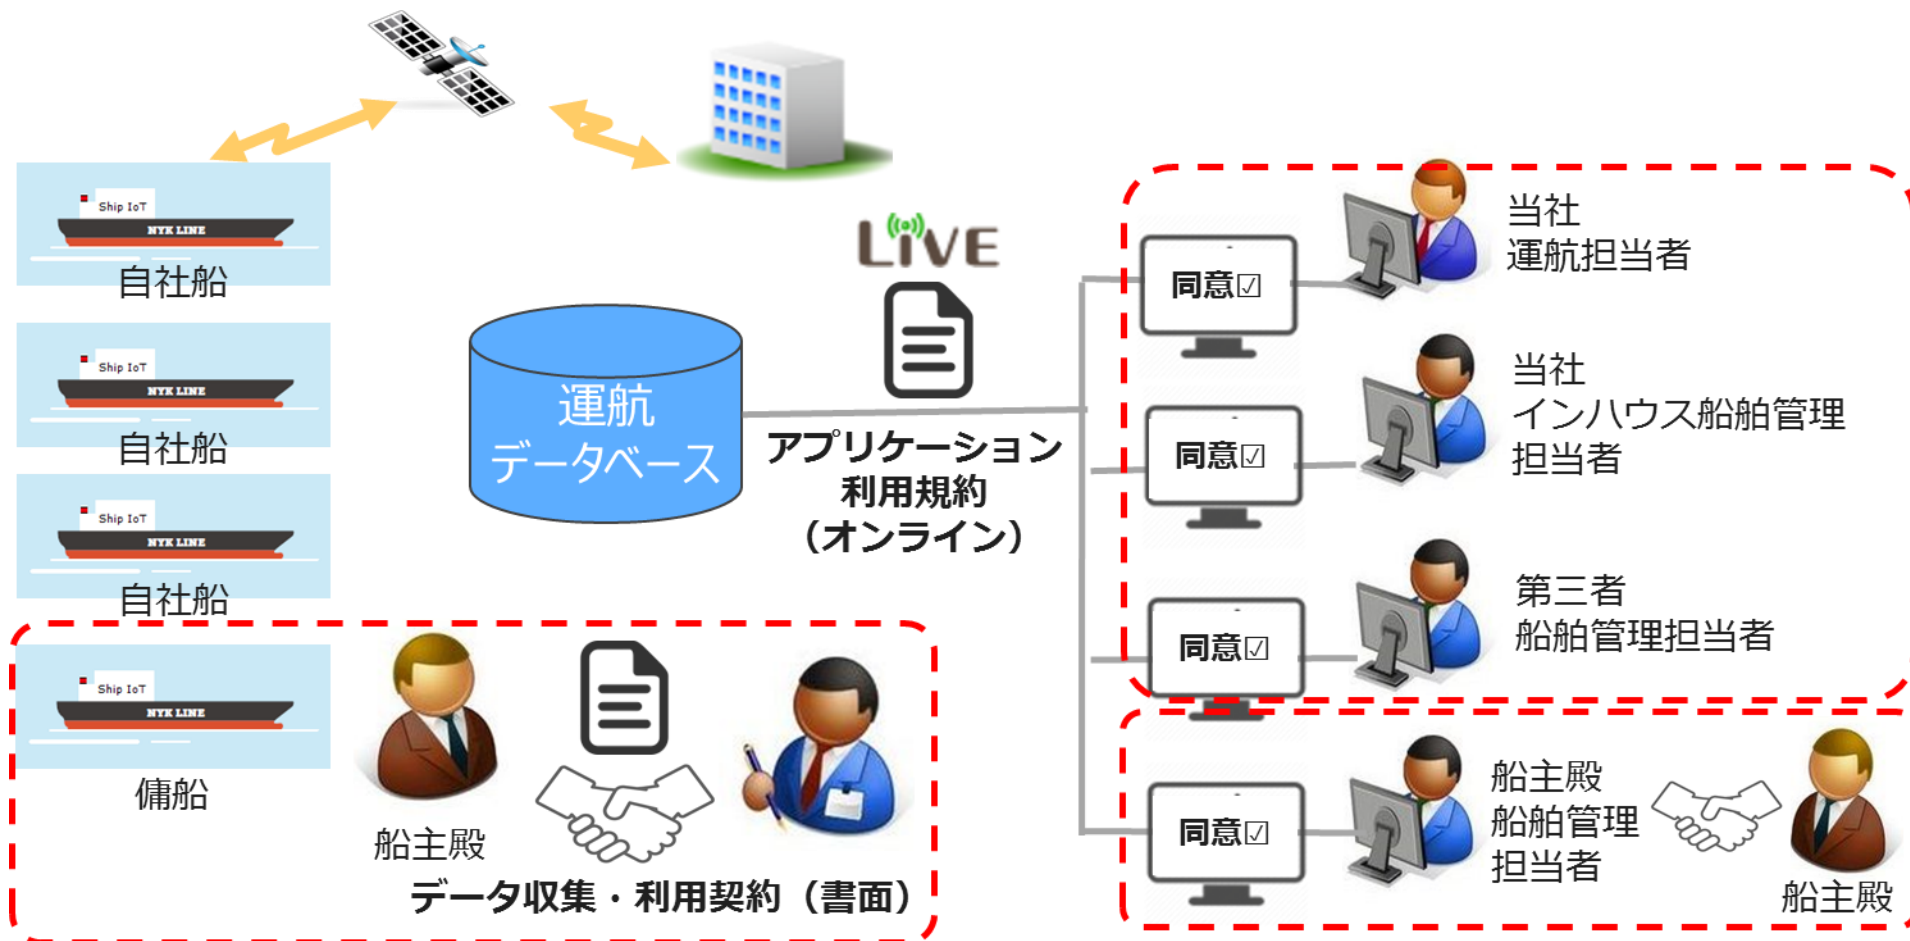 Ship IoT
NYK LINE
自社船
Ship IoT
NYK LINE
自社船
Ship IoT
NYK LINE
自社船
Ship IoT
NYK LINE
傭船
船主殿
データ収集・利用契約（書面）
運航
データベース
LiVE
アプリケーション
利用規約
（オンライン）
同意☑
当社
運航担当者
同意☑
当社
インハウス船舶管理
担当者
同意☑
第三者
船舶管理担当者
同意☑
船主殿
船舶管理
担当者
船主殿